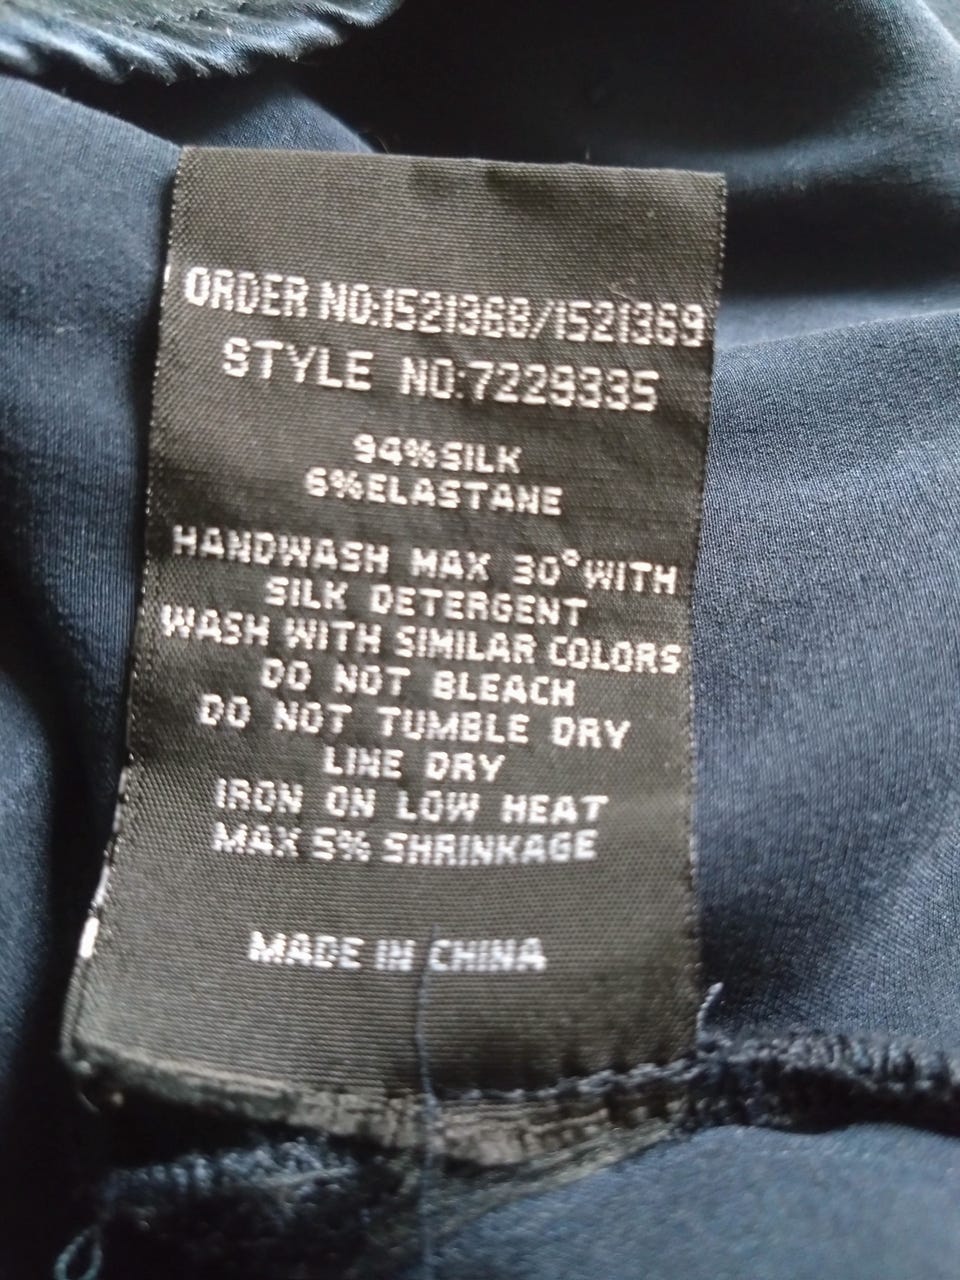 ORDER NO:1521368/1521369
STYLE NO:7229335
94%SILK
6%ELASTANE
HANDWASH MAX 30°WITH
SILK DETERGENT
WASH WITH SIMILAR COLORS
DO NOT BLEACH
DO NOT TUMBLE DRY
LINE DRY
IRON ON LOW HEAT
MAX 5% SHRINKAGE
MADE IN CHINA